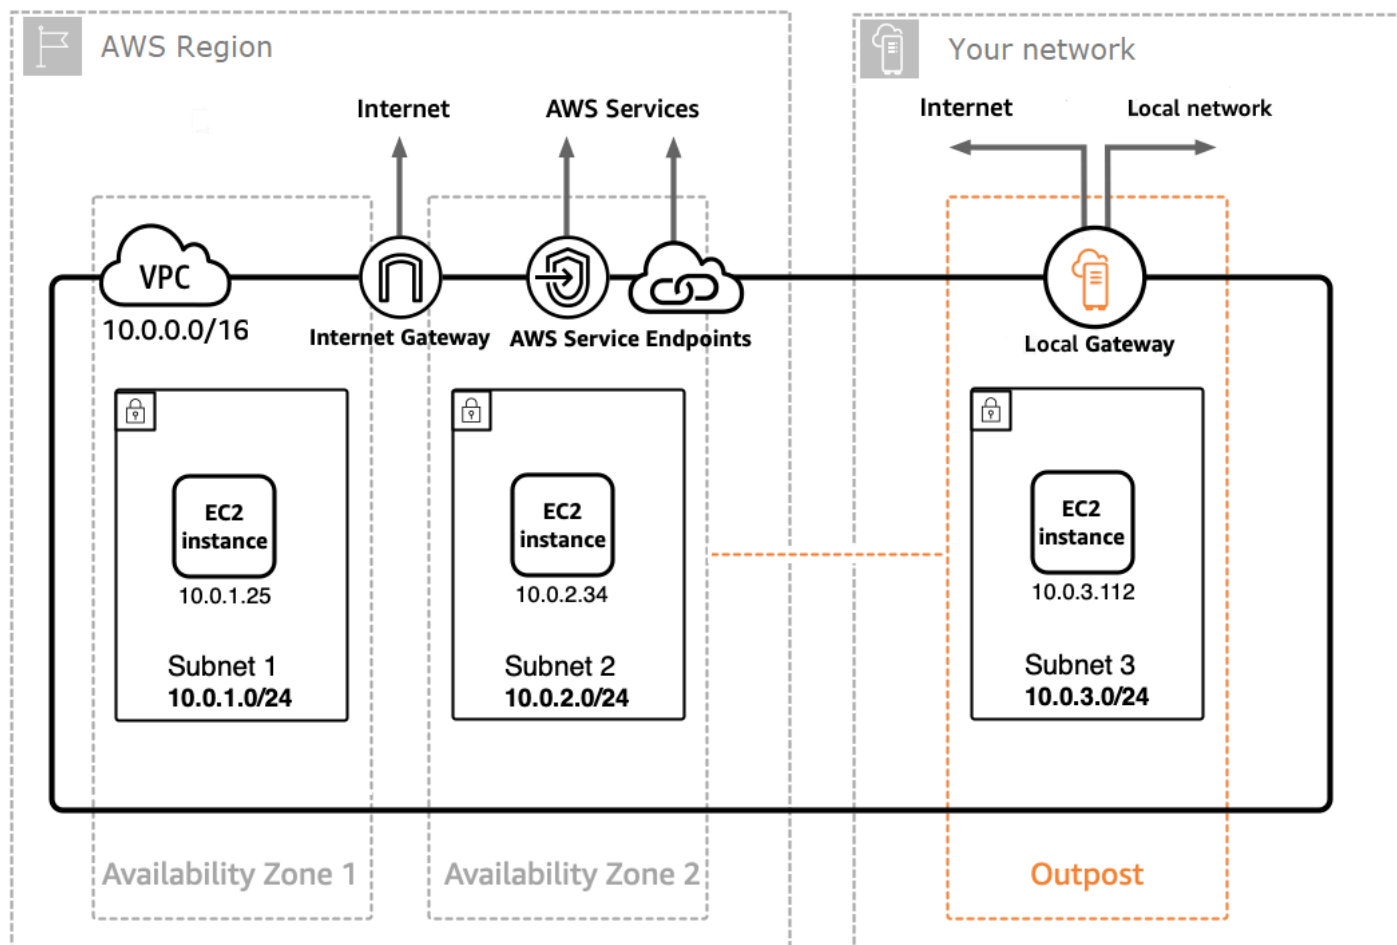 AWS Region
Your network
Internet
AWS Services
Internet
Local network
VPC
10.0.0.0/16
Internet Gateway
AWS Service Endpoints
Local Gateway
EC2
instance
10.0.1.25
Subnet 1
10.0.1.0/24
EC2
instance
10.0.2.34
Subnet 2
10.0.2.0/24
EC2
instance
10.0.3.112
Subnet 3
10.0.3.0/24
Availability Zone 1
Availability Zone 2
Outpost